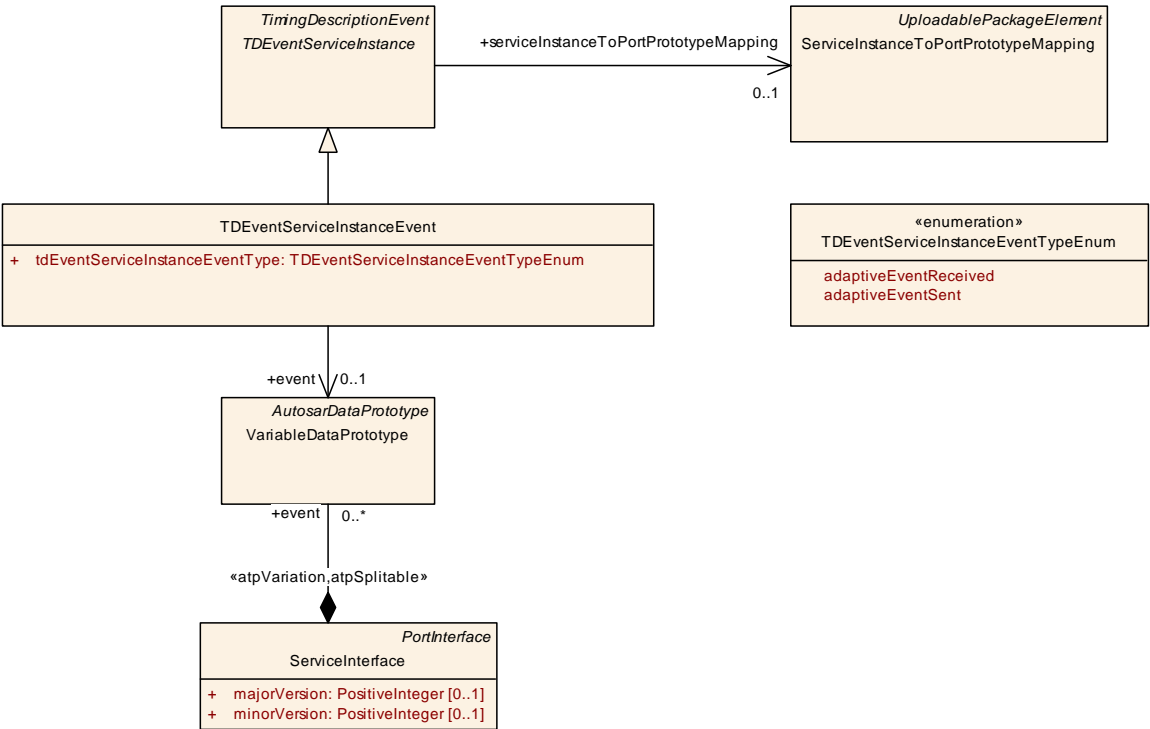 TimingDescriptionEvent
TDEventServiceInstance
+serviceInstanceToPortPrototypeMapping
0..1
UploadablePackageElement
ServiceInstanceToPortPrototypeMapping
TDEventServiceInstanceEvent
+ tdEventServiceInstanceEventType: TDEventServiceInstanceEventTypeEnum
«enumeration»
TDEventServiceInstanceEventTypeEnum
adaptiveEventReceived
adaptiveEventSent
+event 0..1
AutosarDataPrototype
VariableDataPrototype
+event 0..*
«atpVariation,atpSplitable»
PortInterface
ServiceInterface
+ majorVersion: PositiveInteger [0..1]
+ minorVersion: PositiveInteger [0..1]